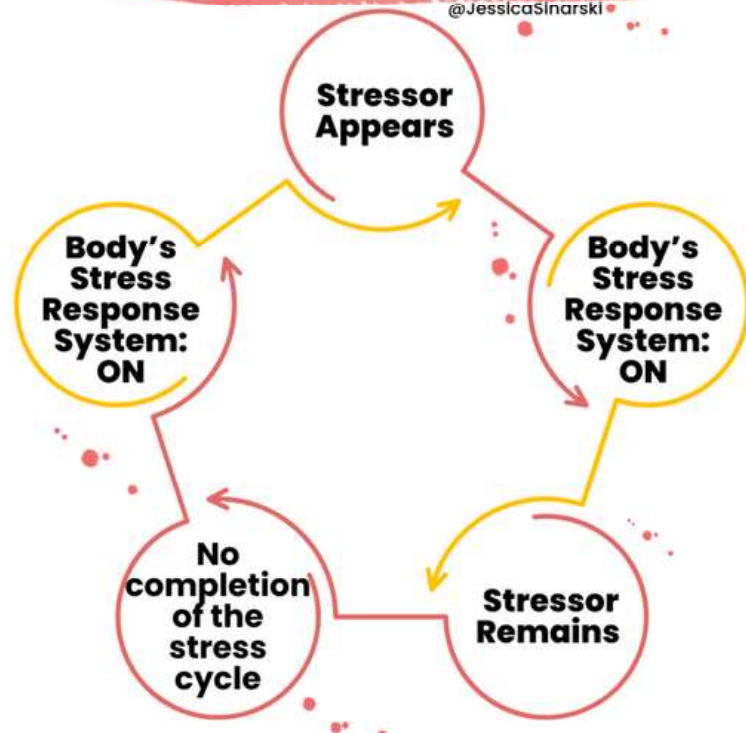 @JessicaSinarski
Stressor
Appears
Body's
Stress
Response
System:
ON
Stressor
Remains
No
completion
of the
stress
cycle
Body's
Stress
Response
System:
ON